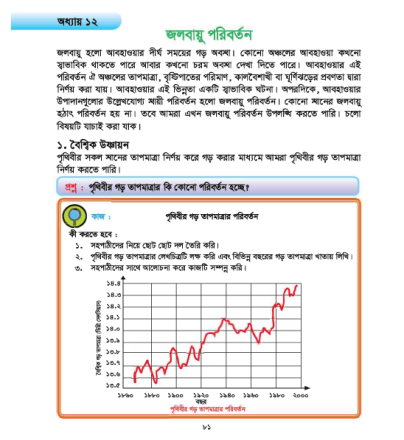 অধ্যায় ১২
জলবায়ু পরিবর্তন
জলবায়ু হলো আবহাওয়ার দীর্ঘ সময়ের গড় অবস্থা। কোনো অঞ্চলের আবহাওয়া কখনো
স্বাভাবিক থাকতে পারে আবার কখনো চরম অবস্থা দেখা দিতে পারে। আবহাওয়ার এই
পরিবর্তন ঐ অঞ্চলের তাপমাত্রা, বৃষ্টিপাতের পরিমাণ, কালবৈশাখী বা ঘূর্ণিঝড়ের প্রবণতা দ্বারা
নির্ণয় করা যায়। আবহাওয়ার এই ভিন্নতা একটি স্বাভাবিক ঘটনা। অপরদিকে, আবহাওয়ার
উপাদানগুলোর উল্লেখযোগ্য স্থায়ী পরিবর্তন হলো জলবায়ু পরিবর্তন। কোনো স্থানের জলবায়ু
হঠাৎ পরিবর্তন হয় না। তবে আমরা এখন জলবায়ু পরিবর্তন উপলব্ধি করতে পারি। চলো
বিষয়টি যাচাই করা যাক।
১. বৈশ্বিক উষ্ণায়ন
পৃথিবীর সকল স্থানের তাপমাত্রা নির্ণয় করে গড় করার মাধ্যমে আমরা পৃথিবীর গড় তাপমাত্রা
নির্ণয় করতে পারি।
প্রশ্ন : পৃথিবীর গড় তাপমাত্রার কি কোনো পরিবর্তন হচ্ছে?
কাজ : পৃথিবীর গড় তাপমাত্রার পরিবর্তন
কী করতে হবে :
১. সহপাঠীদের নিয়ে ছোট ছোট দল তৈরি করি।
২. পৃথিবীর গড় তাপমাত্রার লেখচিত্রটি লক্ষ করি এবং বিভিন্ন বছরের গড় তাপমাত্রা খাতায় লিখি।
৩. সহপাঠীদের সাথে আলোচনা করে কাজটি সম্পন্ন করি।
১৪.৪
১৪.৩
১৪.২
১৪.১
১৪.০
১৩.৯
১৩.৮
১৩.৭
১৩.৬
১৩.৫
বৈশ্বিক গড় তাপমাত্রা (ডিগ্রি সেলসিয়াস)
১৮৬০ ১৮৮০ ১৯০০ ১৯২০ ১৯৪০ ১৯৬০ ১৯৮০ ২০০০
বছর
পৃথিবীর গড় তাপমাত্রার পরিবর্তন
৮১